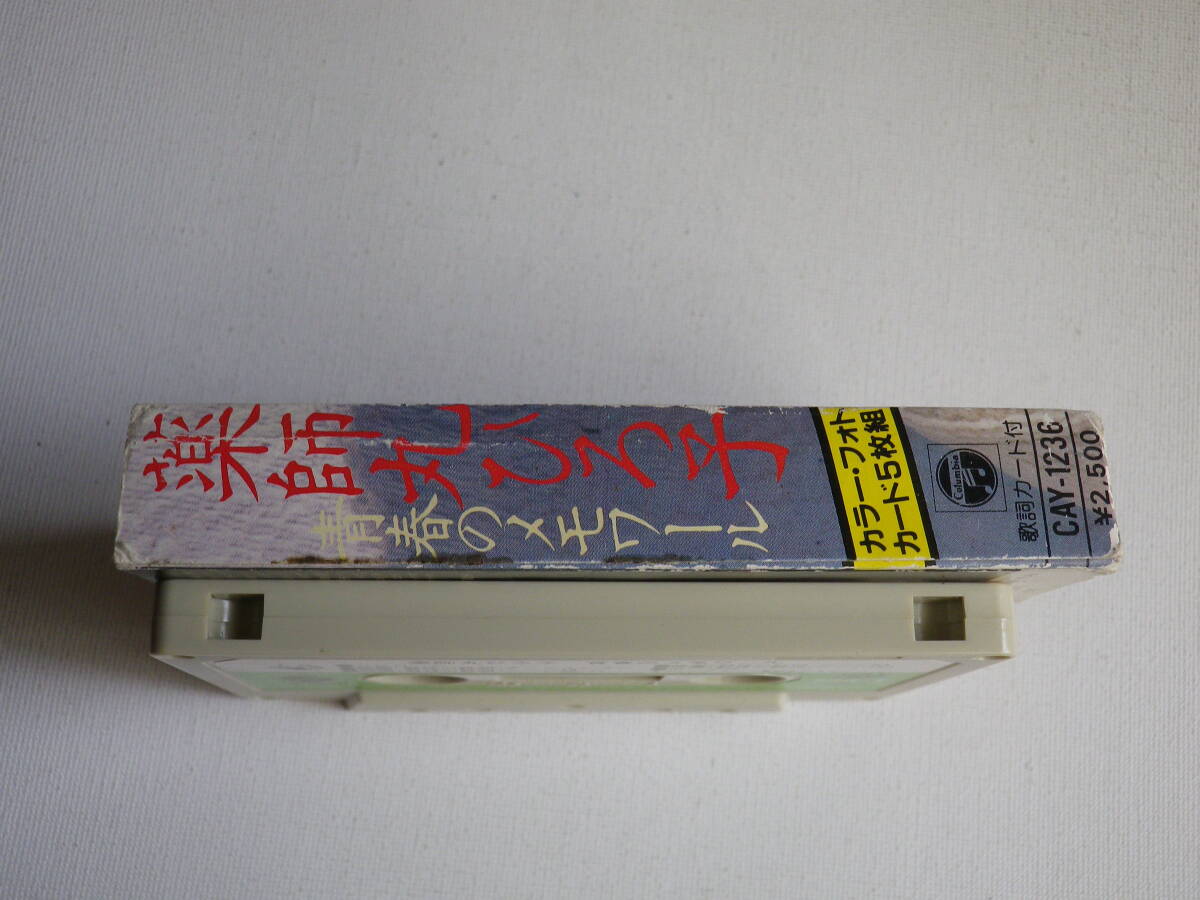 薬師丸ひろ子
青春のメモワール
カラー・フォト
カード5枚組
Columbia
歌詞カード付
CAY-1236
¥2,500